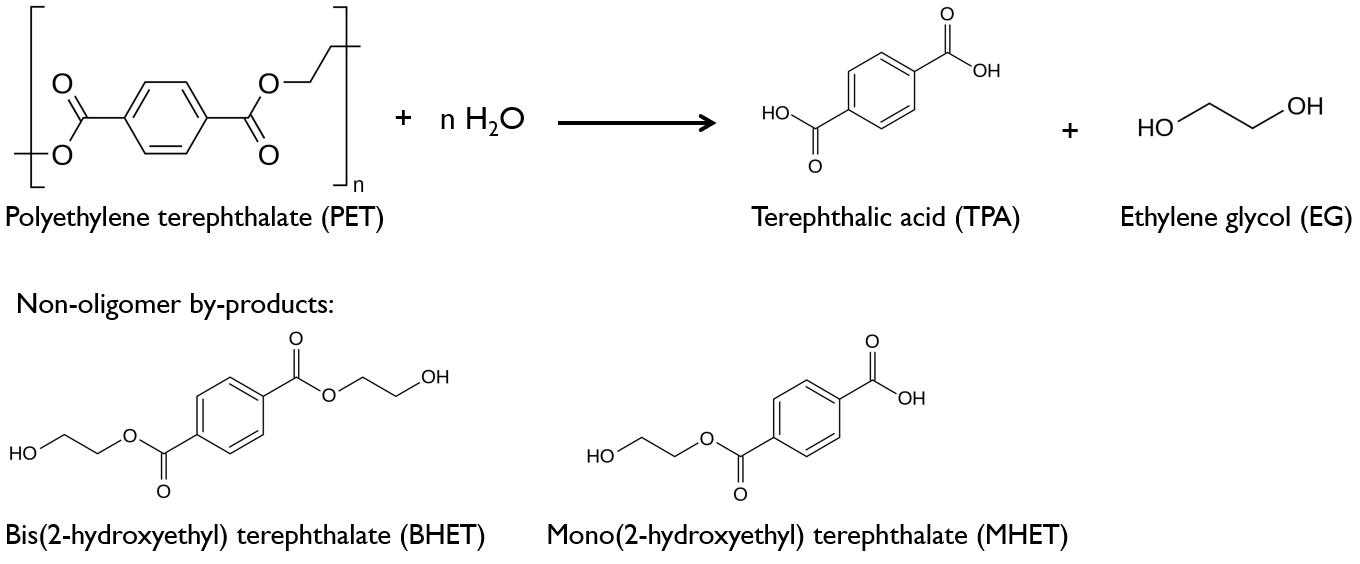 O
O
O
O
n
+
n H₂O
HO
O
O
OH
+
HO
OH
Polyethylene terephthalate (PET)
Terephthalic acid (TPA)
Ethylene glycol (EG)
Non-oligomer by-products:
O
OH
O
O
HO
O
O
OH
O
HO
O
Bis(2-hydroxyethyl) terephthalate (BHET)
Mono(2-hydroxyethyl) terephthalate (MHET)